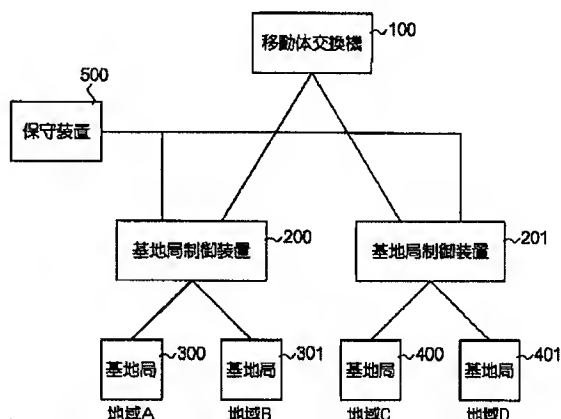 移動体交換機
100
500
保守装置
基地局制御装置
200
基地局制御装置
201
基地局
300
基地局
301
基地局
400
基地局
401
地域A
地域B
地域C
地域D